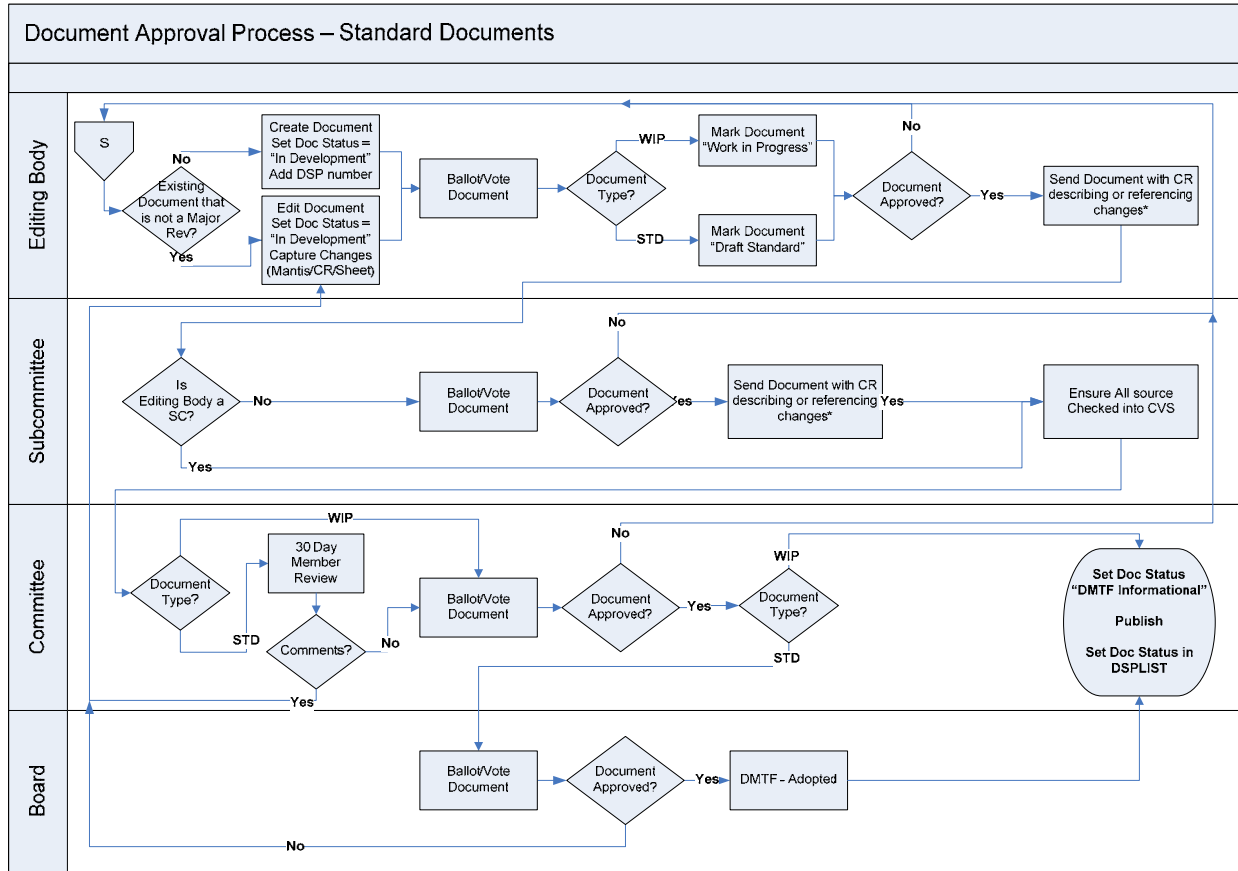 Document Approval Process – Standard Documents
Editing Body
S
Existing
Document that
is not a Major
Rev?
No
Yes
Create Document
Set Doc Status =
“In Development”
Add DSP number
Edit Document
Set Doc Status =
“In Development”
Capture Changes
(Mantis/CR/Sheet)
Ballot/Vote
Document
Document
Type?
WIP
STD
Mark Document
“Work in Progress”
Mark Document
“Draft Standard”
No
Document
Approved?
Yes
Send Document with CR
describing or referencing
changes*
Subcommittee
Is
Editing Body a
SC?
No
Yes
Ballot/Vote
Document
No
Document
Approved?
Yes
Send Document with CR
describing or referencing
changes*
Yes
Ensure All source
Checked into CVS
Committee
Document
Type?
WIP
STD
30 Day
Member
Review
Comments?
No
Yes
Ballot/Vote
Document
No
Document
Approved?
Yes
WIP
Document
Type?
STD
Set Doc Status
“DMTF Informational”
Publish
Set Doc Status in
DSPLIST
Board
Ballot/Vote
Document
Document
Approved?
Yes
No
DMTF - Adopted